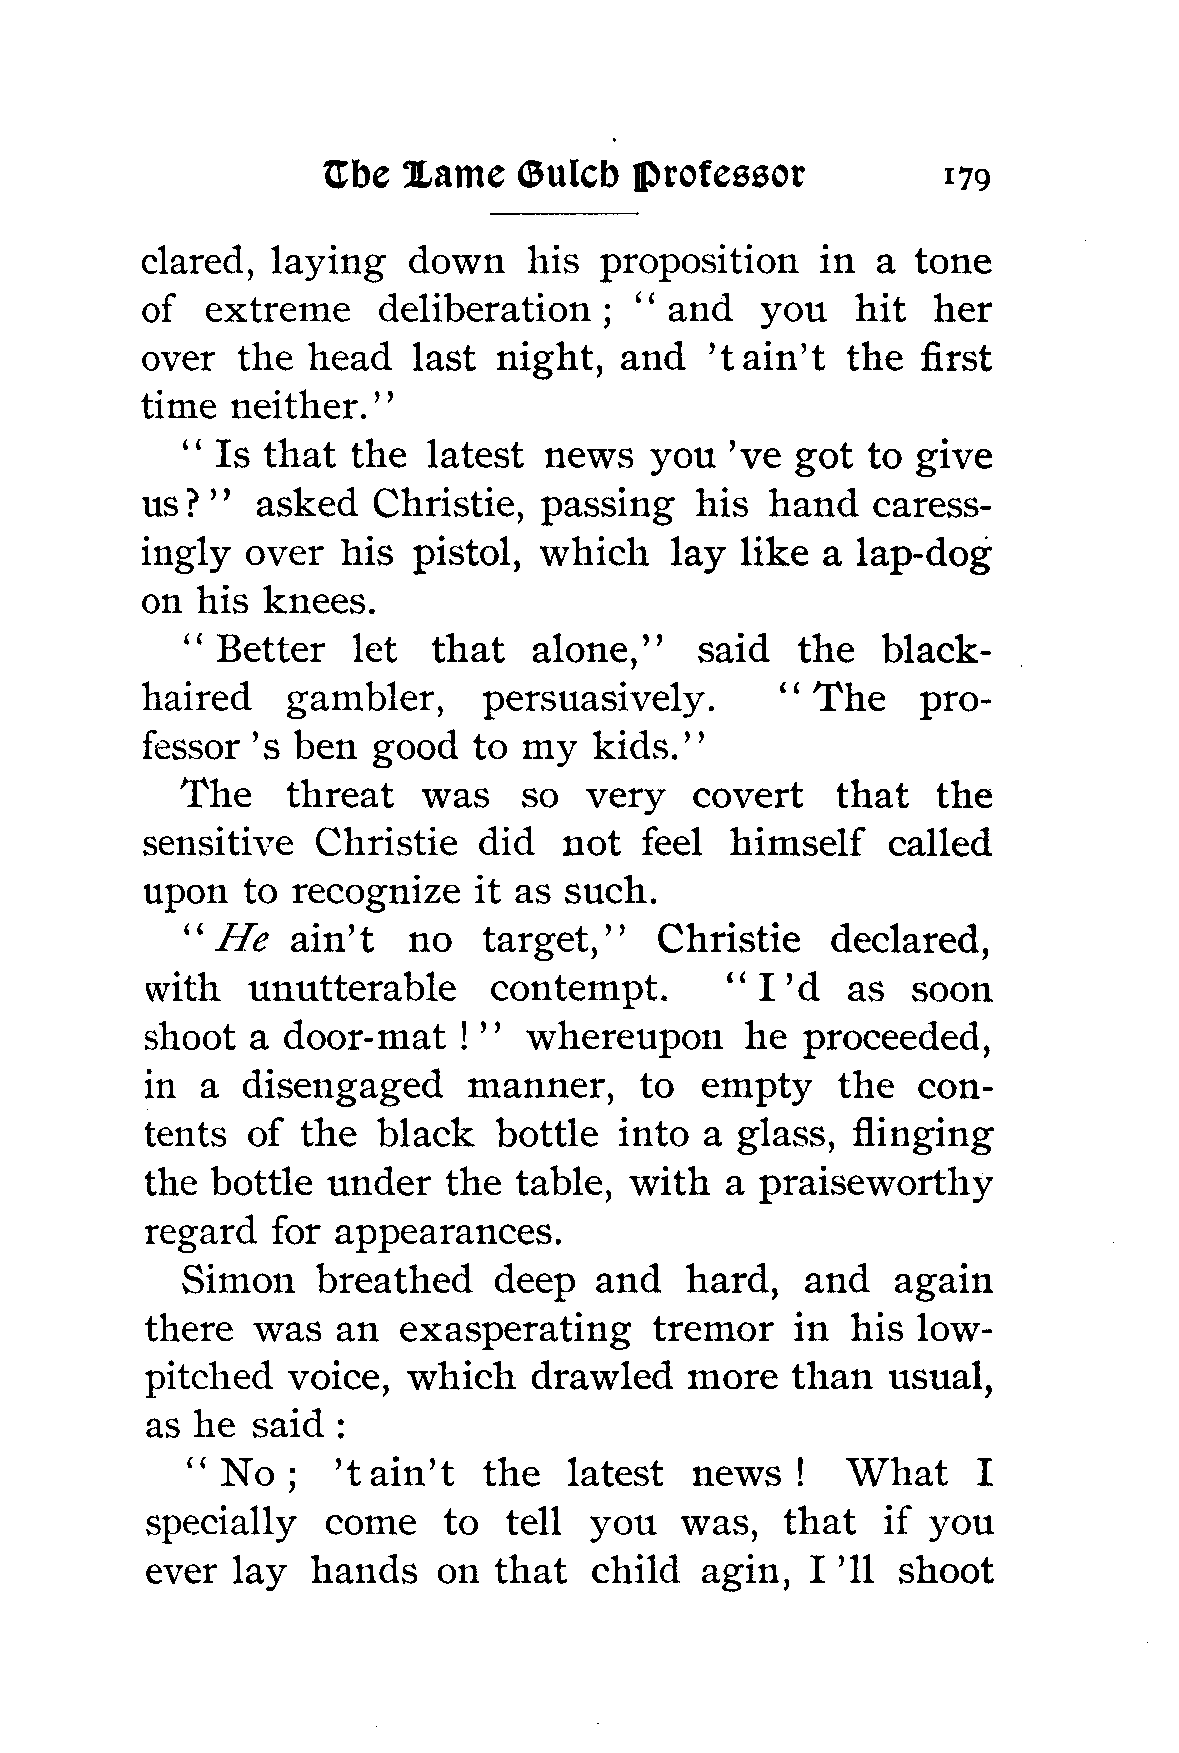 The Lame Gulch Professor 179
clared, laying down his proposition in a tone
of extreme deliberation ; “ and you hit her
over the head last night, and ’t ain’t the first
time neither.”
“ Is that the latest news you ’ve got to give
us ? ” asked Christie, passing his hand caress-
ingly over his pistol, which lay like a lap-dog
on his knees.
“ Better let that alone,” said the black-
haired gambler, persuasively. “ The pro-
fessor ’s ben good to my kids.”
The threat was so very covert that the
sensitive Christie did not feel himself called
upon to recognize it as such.
“ He ain’t no target,” Christie declared,
with unutterable contempt. “ I ’d as soon
shoot a door-mat ! ” whereupon he proceeded,
in a disengaged manner, to empty the con-
tents of the black bottle into a glass, flinging
the bottle under the table, with a praiseworthy
regard for appearances.
Simon breathed deep and hard, and again
there was an exasperating tremor in his low-
pitched voice, which drawled more than usual,
as he said :
“ No ; ’t ain’t the latest news ! What I
specially come to tell you was, that if you
ever lay hands on that child agin, I ’ll shoot